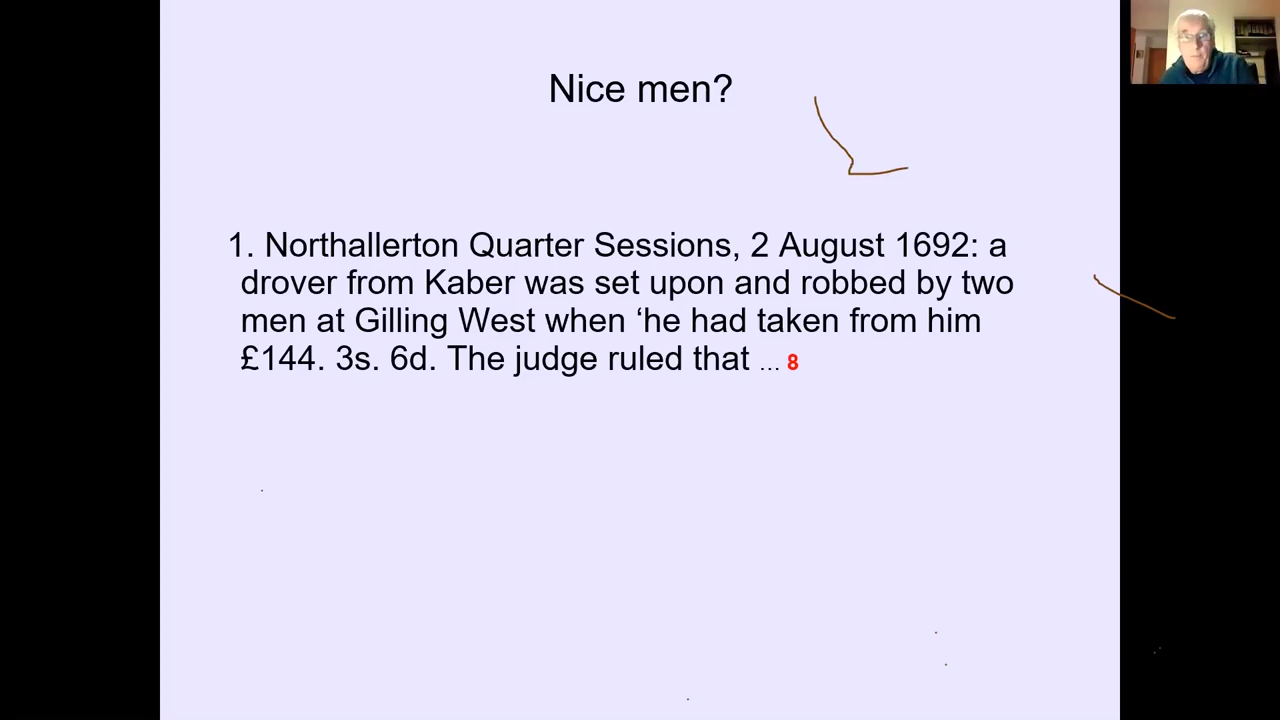 Nice men?
1. Northallerton Quarter Sessions, 2 August 1692: a
drover from Kaber was set upon and robbed by two
men at Gilling West when ‘he had taken from him
£144. 3s. 6d. The judge ruled that ... 8